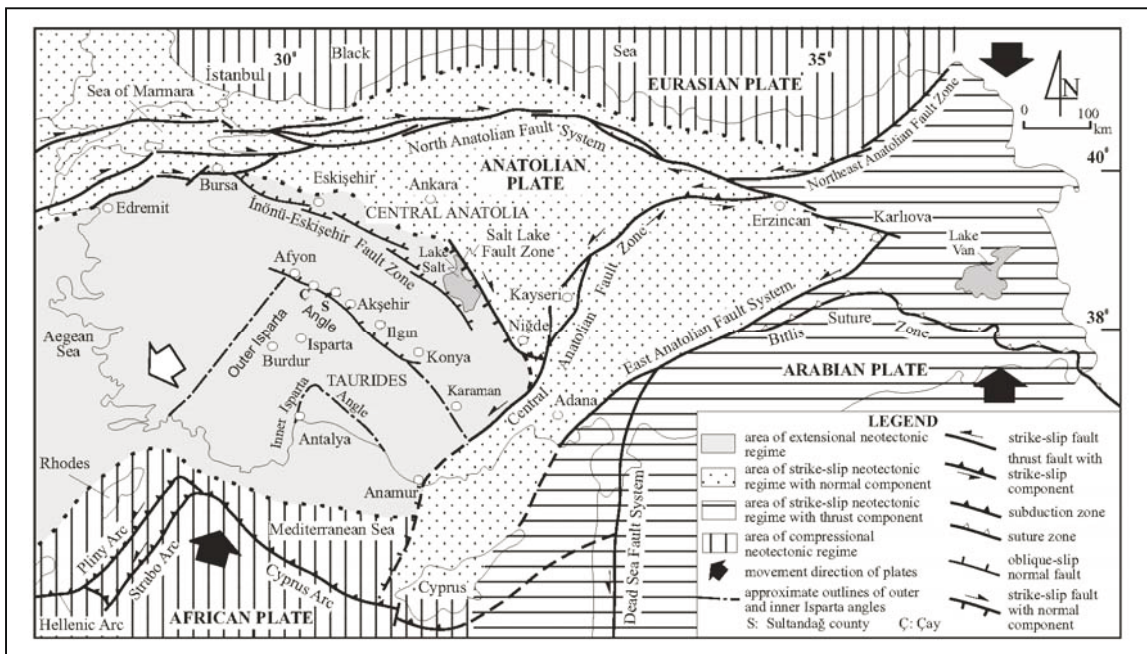 30⁰
Black
Sea
35⁰
İstanbul
EURASIAN PLATE
N
Sea of Marmara
0 100
km
North Anatolian Fault System
Northeast Anatolian Fault Zone
40⁰
ANATOLIAN
PLATE
Eskişehir
Ankara
Bursa
Edremit
CENTRAL ANATOLIA
Erzincan
Karlıova
İnönü-Eskişehir Fault Zone
Salt Lake
Fault Zone
Lake
Salt
Lake
Van
Afyon
Kayseri
Ç
S
Akşehir
Central Anatolian Fault Zone
East Anatolian Fault System
Bıtlis Suture Zone
38⁰
Aegean
Sea
Outer Isparta Angle
Ilgın
Niğde
Isparta
Burdur
Konya
ARABIAN PLATE
TAURIDES
Karaman
Adana
Inner Isparta Angle
Antalya
Rhodes
Anamur
Mediterranean Sea
Dead Sea Fault System
Pliny Arc
Strabo Arc
Cyprus Arc
Cyprus
Hellenic Arc
AFRICAN PLATE
LEGEND
area of extensional neotectonic
regime
area of strike-slip neotectonic
regime with normal component
area of strike-slip neotectonic
regime with thrust component
area of compressional
neotectonic regime
movement direction of plates
approximate outlines of outer
and inner Isparta angles
S: Sultandağ county Ç: Çay
strike-slip fault
thrust fault with
strike-slip
component
subduction zone
suture zone
oblique-slip
normal fault
strike-slip fault
with normal
component